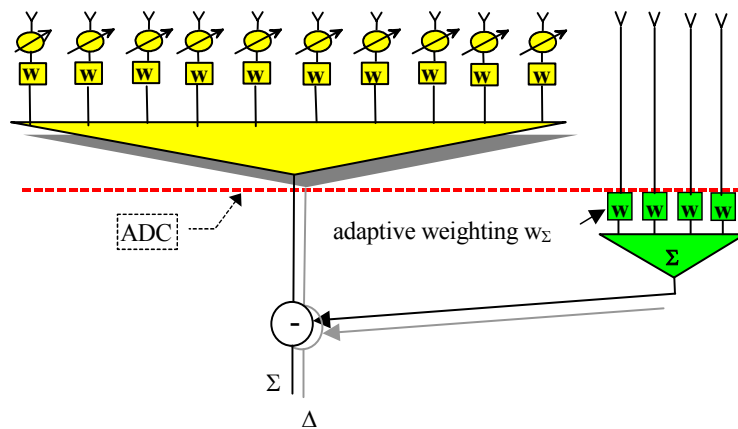 w w w w w w w w w w
ADC
adaptive weighting wΣ
w w w w
Σ
-
Σ
Δ